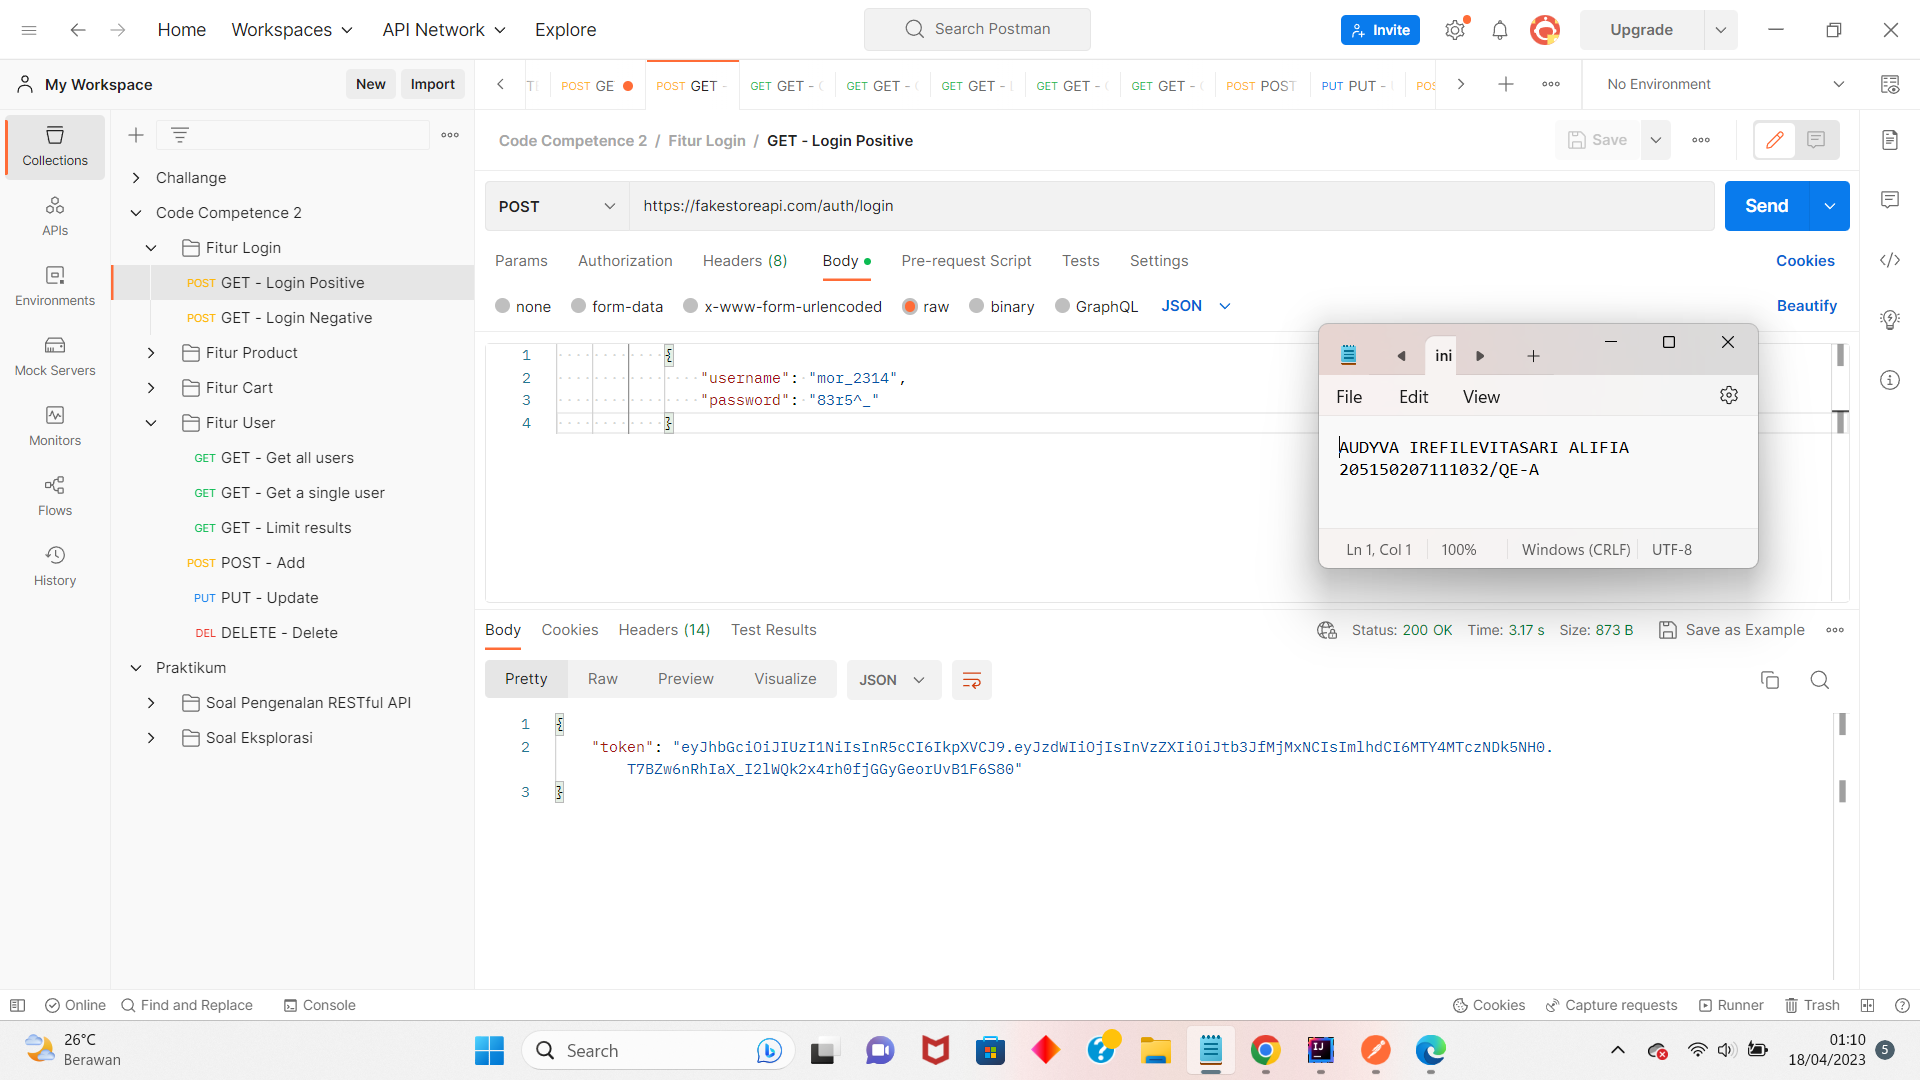 Home
Workspaces
API Network
Explore
Search Postman
Invite
Upgrade
My Workspace
New
Import
POST GE
POST GET -
GET GET -
GET GET -
GET GET -
GET GET -
GET GET -
POST POST
PUT PUT -
No Environment
Collections
APIs
Environments
Mock Servers
Monitors
Flows
History
Challange
Code Competence 2
Fitur Login
POST GET - Login Positive
POST GET - Login Negative
Fitur Product
Fitur Cart
Fitur User
GET GET - Get all users
GET GET - Get a single user
GET GET - Limit results
POST POST - Add
PUT PUT - Update
DEL DELETE - Delete
Praktikum
Soal Pengenalan RESTful API
Soal Eksplorasi
Code Competence 2 / Fitur Login / GET - Login Positive
Save
POST
https://fakestoreapi.com/auth/login
Send
Params
Authorization
Headers (8)
Body
Pre-request Script
Tests
Settings
Cookies
none
form-data
x-www-form-urlencoded
raw
binary
GraphQL
JSON
Beautify
1 {
2 "username": "mor_2314",
3 "password": "83r5^_"
4 }
ini
File
Edit
View
AUDYVA IREFILEVITASARI ALIFIA
205150207111032/QE-A
Ln 1, Col 1
100%
Windows (CRLF)
UTF-8
Body
Cookies
Headers (14)
Test Results
Status: 200 OK
Time: 3.17 s
Size: 873 B
Save as Example
Pretty
Raw
Preview
Visualize
JSON
1 {
2 "token": "eyJhbGciOiJIUzI1NiIsInR5cCI6IkpXVCJ9.eyJzdWIiOjIsInVzZXIiOiJtb3JfMjMxNCIsImlhdCI6MTY4MTczNDk5NH0.
T7BZw6nRhIaX_I2lWQk2x4rh0fjGGyGeorUvB1F6S80"
3 }
Online
Find and Replace
Console
Cookies
Capture requests
Runner
Trash
26°C
Berawan
Search
01:10
18/04/2023
5